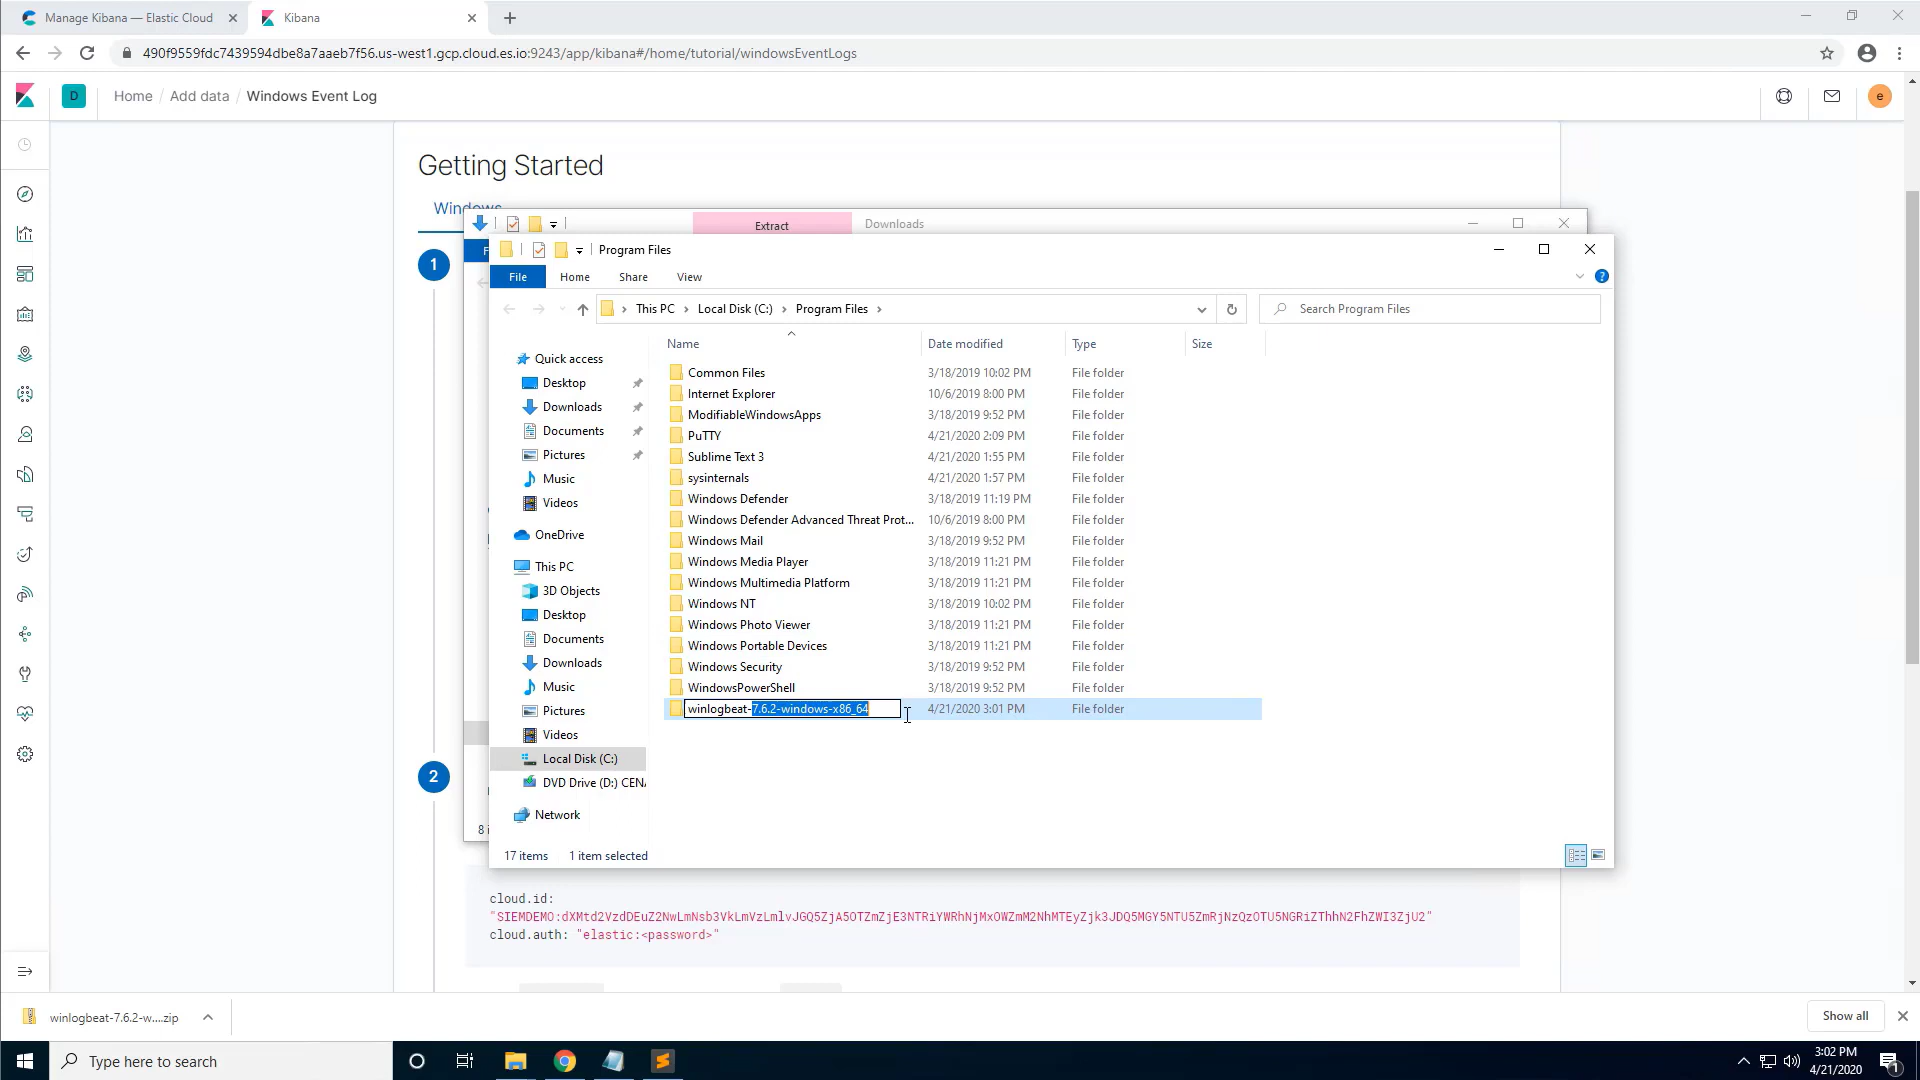 Manage Kibana — Elastic Cloud
Kibana
490f9559fdc7439594dbe8a7aaeb7f56.us-west1.gcp.cloud.es.io:9243/app/kibana#/home/tutorial/windowsEventLogs
D
Home / Add data / Windows Event Log
e
Getting Started
Windows
Extract
Downloads
1
Program Files
File
Home
Share
View
This PC > Local Disk (C:) > Program Files >
Search Program Files
Name
Date modified
Type
Size
Quick access
Desktop
Downloads
Documents
Pictures
Music
Videos
OneDrive
This PC
3D Objects
Desktop
Documents
Downloads
Music
Pictures
Videos
Local Disk (C:)
DVD Drive (D:) CENA
Network
Common Files 3/18/2019 10:02 PM File folder
Internet Explorer 10/6/2019 8:00 PM File folder
ModifiableWindowsApps 3/18/2019 9:52 PM File folder
PuTTY 4/21/2020 2:09 PM File folder
Sublime Text 3 4/21/2020 1:55 PM File folder
sysinternals 4/21/2020 1:57 PM File folder
Windows Defender 3/18/2019 11:19 PM File folder
Windows Defender Advanced Threat Prot... 10/6/2019 8:00 PM File folder
Windows Mail 3/18/2019 9:52 PM File folder
Windows Media Player 3/18/2019 11:21 PM File folder
Windows Multimedia Platform 3/18/2019 11:21 PM File folder
Windows NT 3/18/2019 10:02 PM File folder
Windows Photo Viewer 3/18/2019 11:21 PM File folder
Windows Portable Devices 3/18/2019 11:21 PM File folder
Windows Security 3/18/2019 9:52 PM File folder
WindowsPowerShell 3/18/2019 9:52 PM File folder
winlogbeat-7.6.2-windows-x86_64 4/21/2020 3:01 PM File folder
2
8 i
17 items
1 item selected
cloud.id:
"SIEMDEMO:dXMtd2VzdDEuZ2NwLmNsb3VkLmVzLmlvJGQ5ZjA5OTZmZjE3NTRiYWRhNjMxOWZmM2NhMTEyZjk3JDQ5MGY5NTU5ZmRjNzQzOTU5NGRiZThhN2FhZWI3ZjU2"
cloud.auth: "elastic:<password>"
winlogbeat-7.6.2-w....zip
Show all
Type here to search
3:02 PM
4/21/2020
1